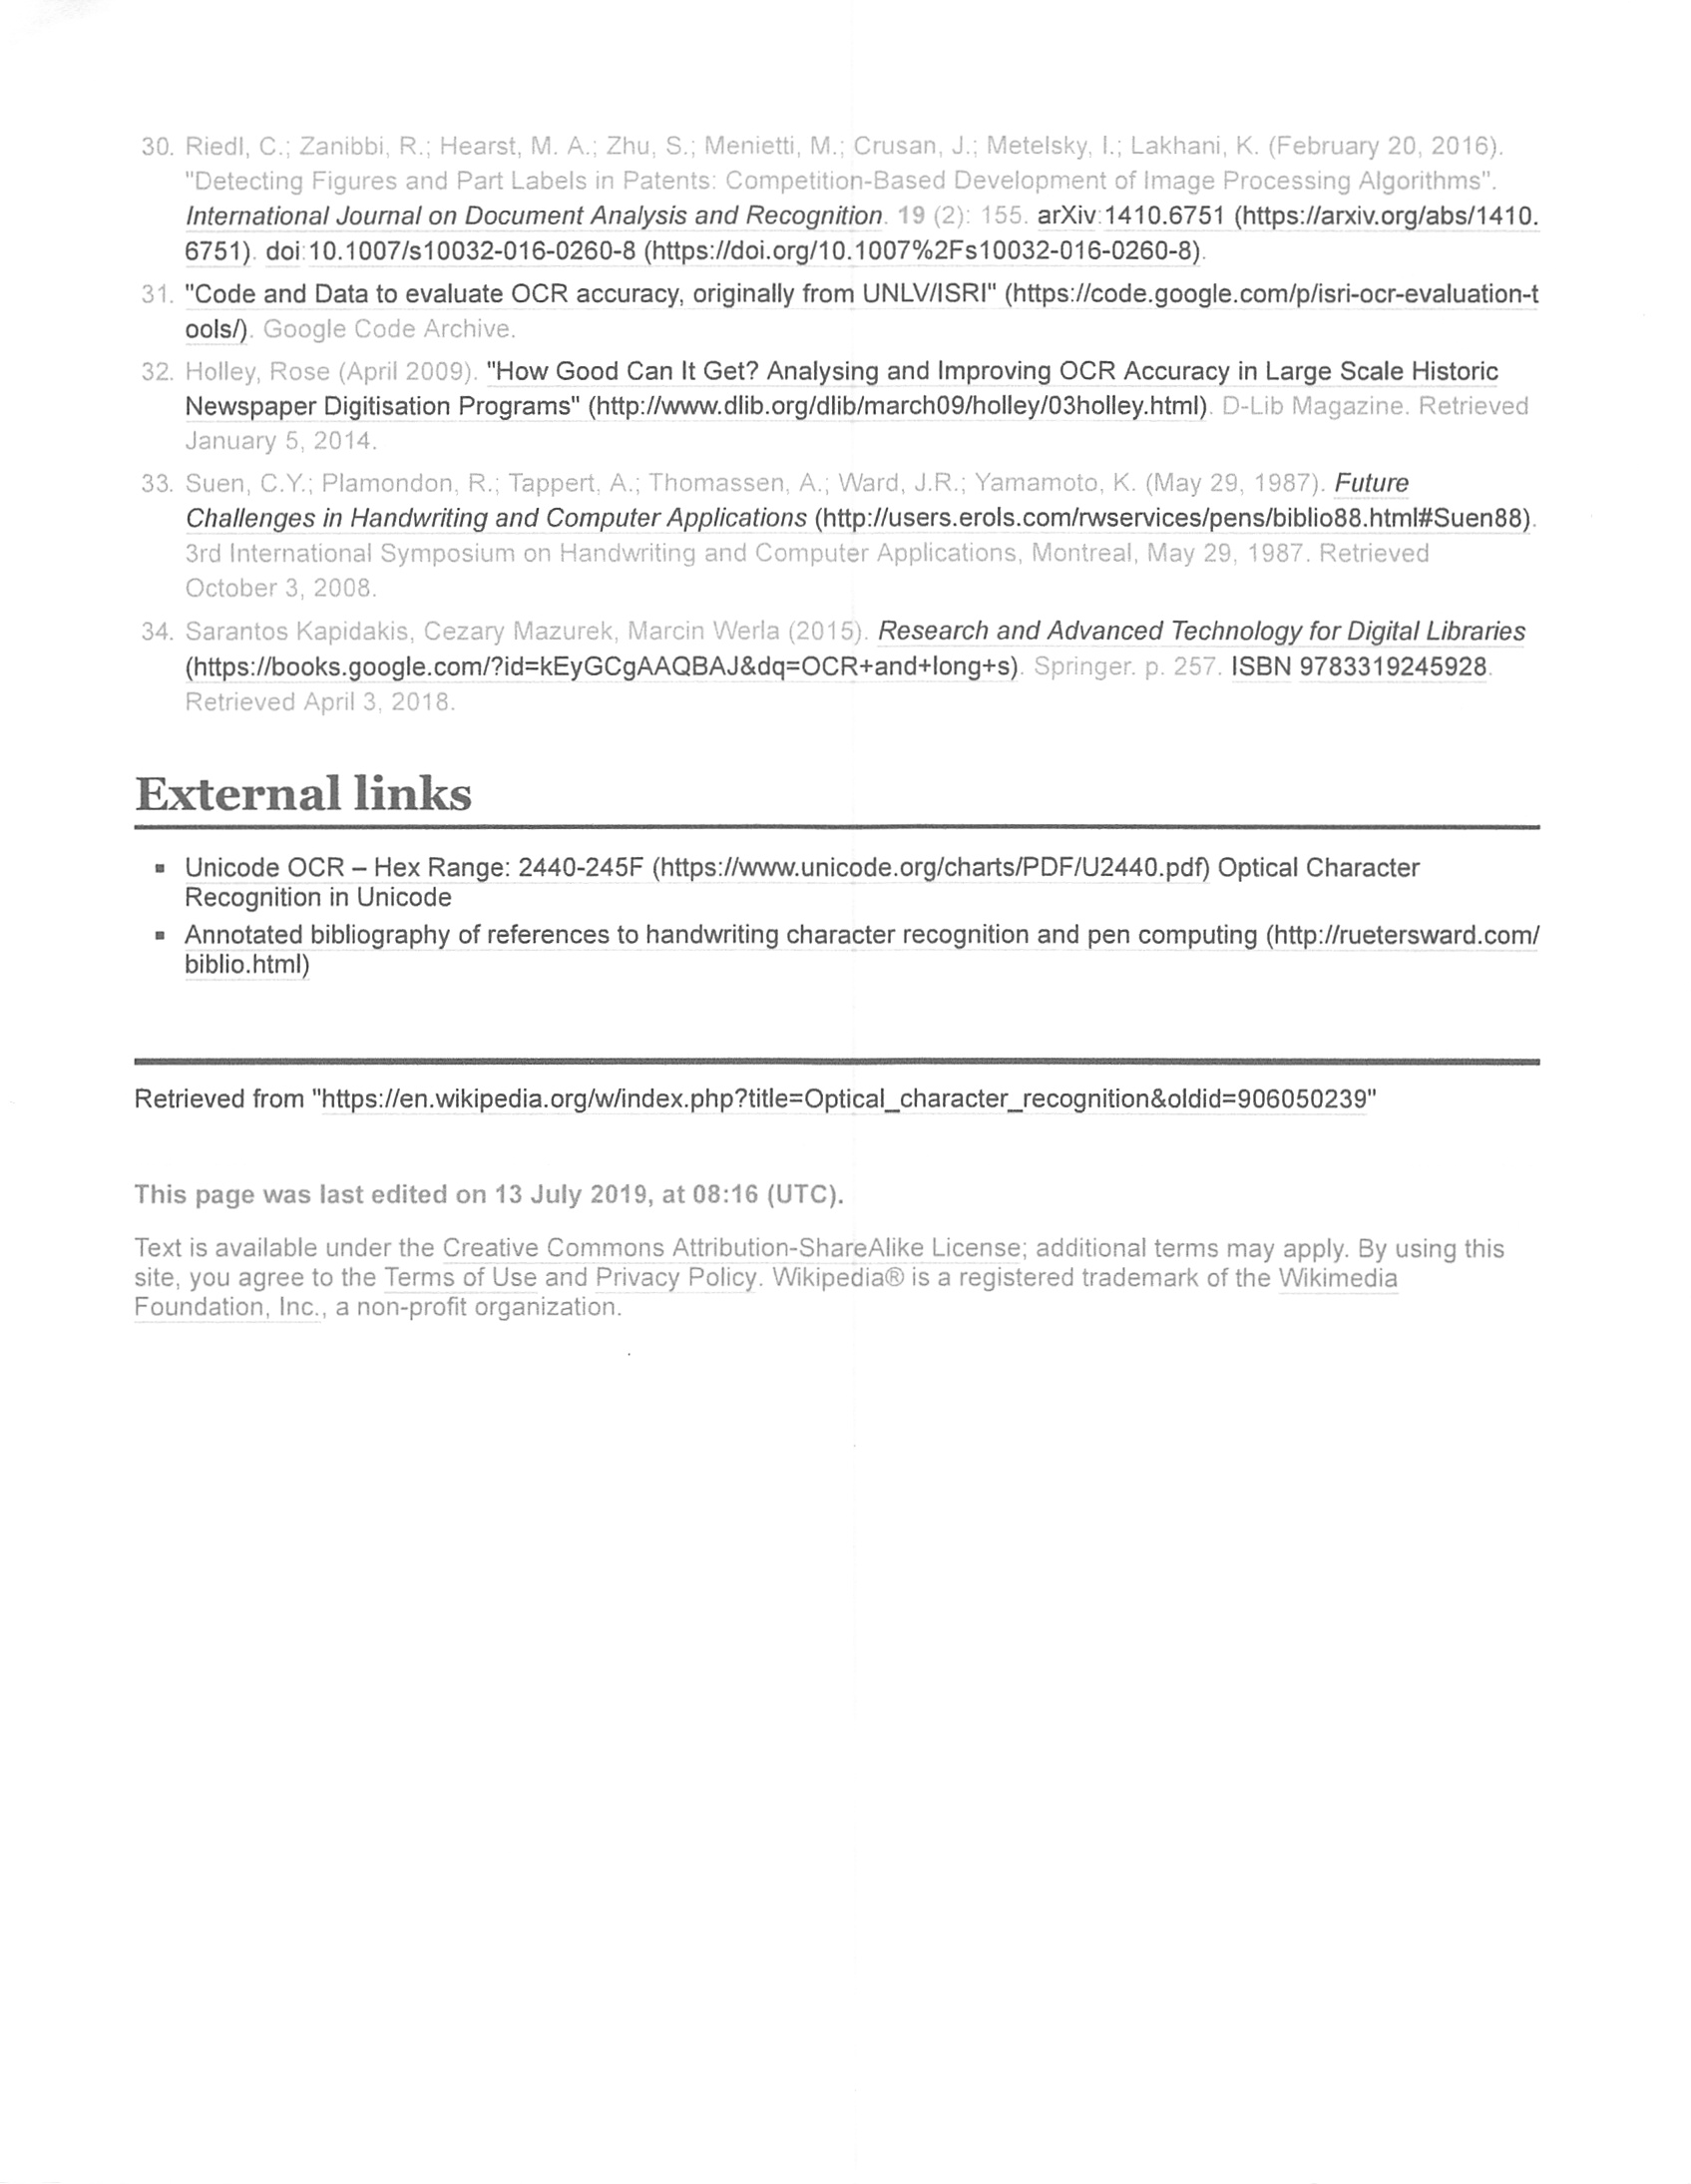 30. Riedl, C.; Zanibbi, R.; Hearst, M. A.; Zhu, S.; Menietti, M.; Crusan, J.; Metelsky, I.; Lakhani, K. (February 20, 2016).
"Detecting Figures and Part Labels in Patents: Competition-Based Development of Image Processing Algorithms".
International Journal on Document Analysis and Recognition. 19 (2): 155. arXiv:1410.6751 (https://arxiv.org/abs/1410.
6751). doi:10.1007/s10032-016-0260-8 (https://doi.org/10.1007%2Fs10032-016-0260-8).
31. "Code and Data to evaluate OCR accuracy, originally from UNLV/ISRI" (https://code.google.com/p/isri-ocr-evaluation-t
ools/). Google Code Archive.
32. Holley, Rose (April 2009). "How Good Can It Get? Analysing and Improving OCR Accuracy in Large Scale Historic
Newspaper Digitisation Programs" (http://www.dlib.org/dlib/march09/holley/03holley.html). D-Lib Magazine. Retrieved
January 5, 2014.
33. Suen, C.Y.; Plamondon, R.; Tappert, A.; Thomassen, A.; Ward, J.R.; Yamamoto, K. (May 29, 1987). Future
Challenges in Handwriting and Computer Applications (http://users.erols.com/rwservices/pens/biblio88.html#Suen88).
3rd International Symposium on Handwriting and Computer Applications, Montreal, May 29, 1987. Retrieved
October 3, 2008.
34. Sarantos Kapidakis, Cezary Mazurek, Marcin Werla (2015). Research and Advanced Technology for Digital Libraries
(https://books.google.com/?id=kEyGCgAAQBAJ&dq=OCR+and+long+s). Springer. p. 257. ISBN 9783319245928.
Retrieved April 3, 2018.
External links
▪ Unicode OCR – Hex Range: 2440-245F (https://www.unicode.org/charts/PDF/U2440.pdf) Optical Character
Recognition in Unicode
▪ Annotated bibliography of references to handwriting character recognition and pen computing (http://ruetersward.com/
biblio.html)
Retrieved from "https://en.wikipedia.org/w/index.php?title=Optical_character_recognition&oldid=906050239"
This page was last edited on 13 July 2019, at 08:16 (UTC).
Text is available under the Creative Commons Attribution-ShareAlike License; additional terms may apply. By using this
site, you agree to the Terms of Use and Privacy Policy. Wikipedia® is a registered trademark of the Wikimedia
Foundation, Inc., a non-profit organization.